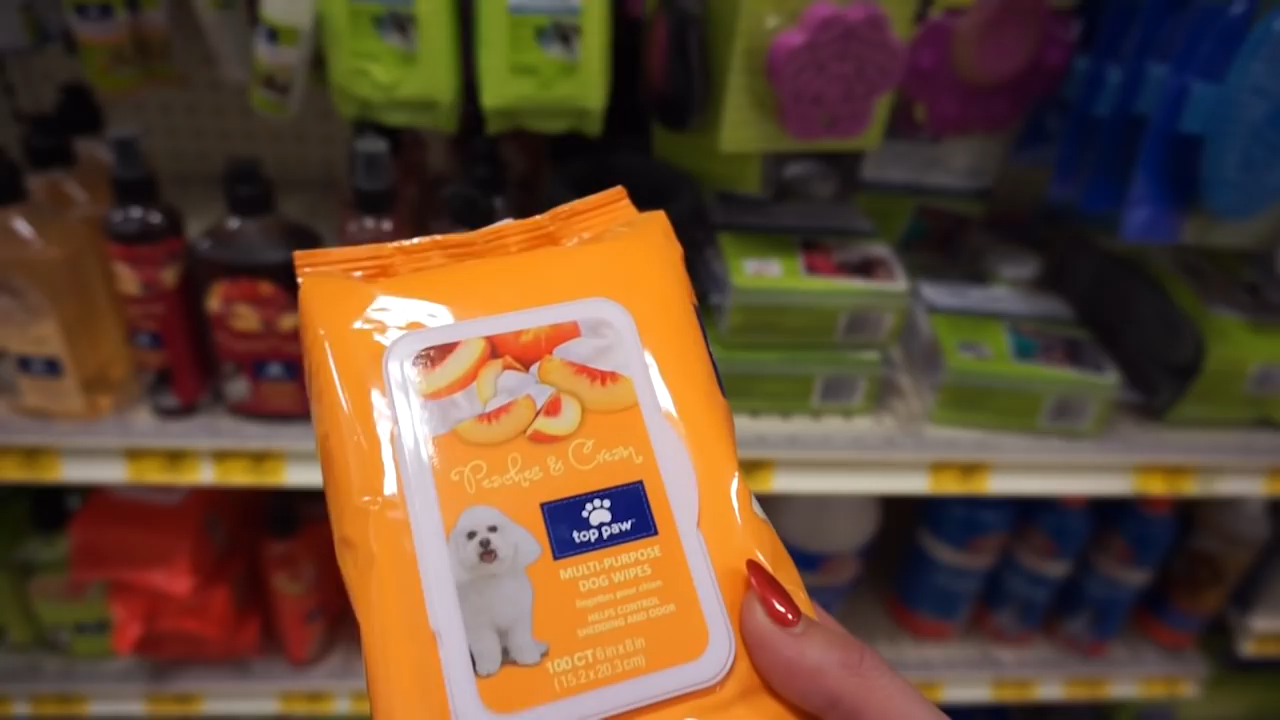 Peaches & Cream
top paw
MULTI-PURPOSE
DOG WIPES
lingettes pour chien
HELPS CONTROL
SHEDDING AND ODOR
100 CT 6 in x 8 in
(15.2 x 20.3 cm)